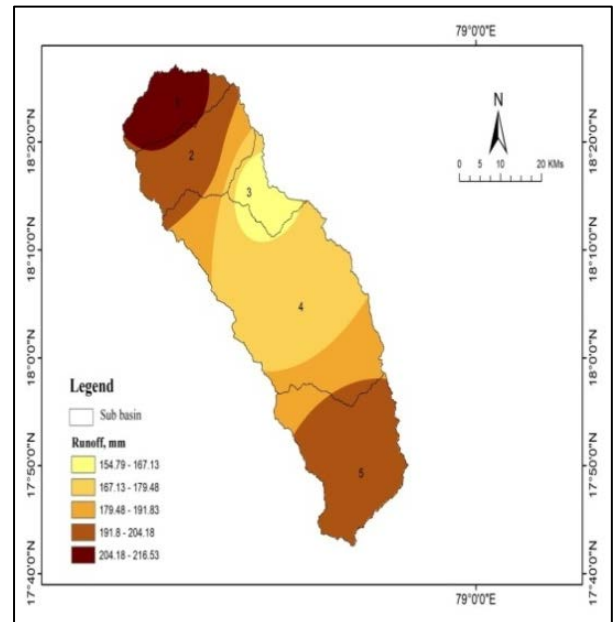 79°0'0"E
N
0 5 10 20 KMs
18°20'0"N
18°20'0"N
18°10'0"N
18°10'0"N
18°0'0"N
18°0'0"N
17°50'0"N
17°50'0"N
17°40'0"N
17°40'0"N
1
2
3
4
5
Legend
Sub basin
Runoff, mm
154.79 - 167.13
167.13 - 179.48
179.48 - 191.83
191.8 - 204.18
204.18 - 216.53
79°0'0"E